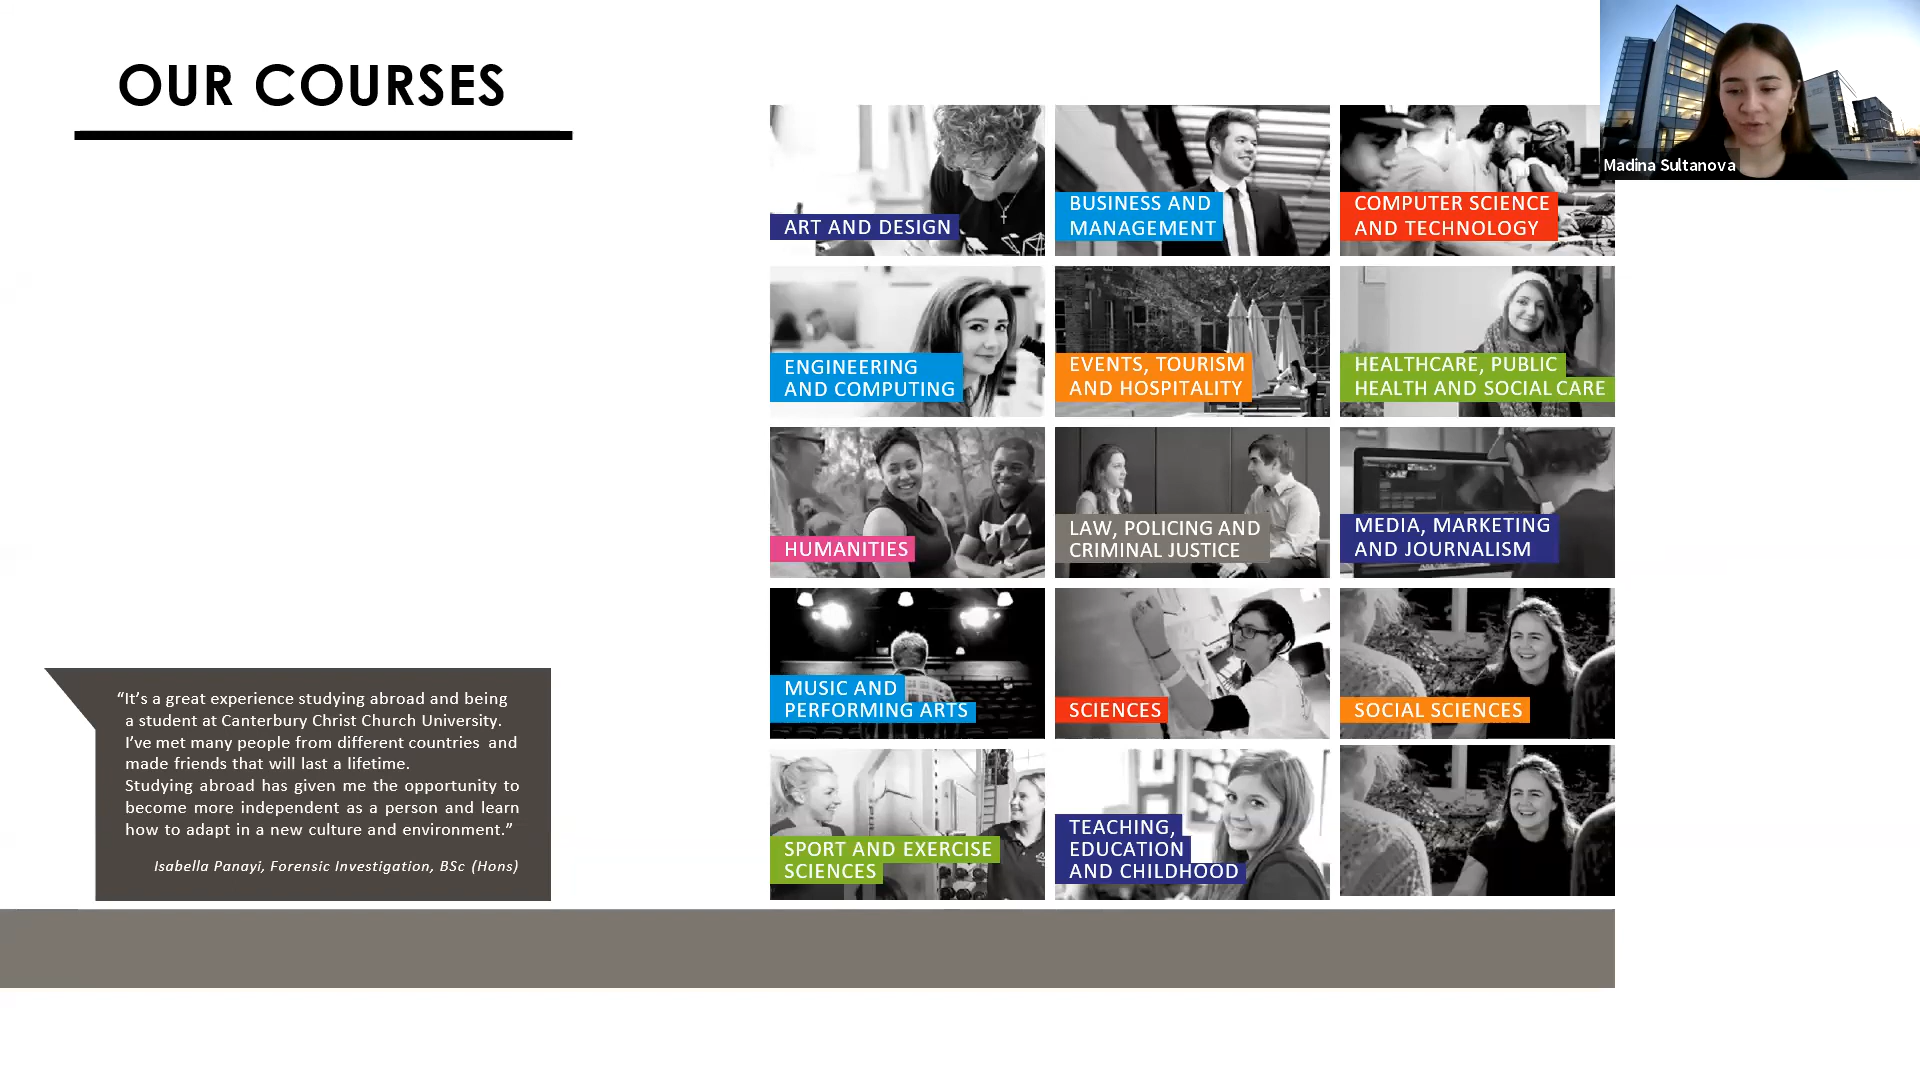 OUR COURSES
Madina Sultanova
ART AND DESIGN
BUSINESS AND
MANAGEMENT
COMPUTER SCIENCE
AND TECHNOLOGY
ENGINEERING
AND COMPUTING
EVENTS, TOURISM
AND HOSPITALITY
HEALTHCARE, PUBLIC
HEALTH AND SOCIAL CARE
HUMANITIES
LAW, POLICING AND
CRIMINAL JUSTICE
MEDIA, MARKETING
AND JOURNALISM
MUSIC AND
PERFORMING ARTS
SCIENCES
SOCIAL SCIENCES
SPORT AND EXERCISE
SCIENCES
TEACHING,
EDUCATION
AND CHILDHOOD
“It’s a great experience studying abroad and being
a student at Canterbury Christ Church University.
I’ve met many people from different countries and
made friends that will last a lifetime.
Studying abroad has given me the opportunity to
become more independent as a person and learn
how to adapt in a new culture and environment.”
Isabella Panayi, Forensic Investigation, BSc (Hons)